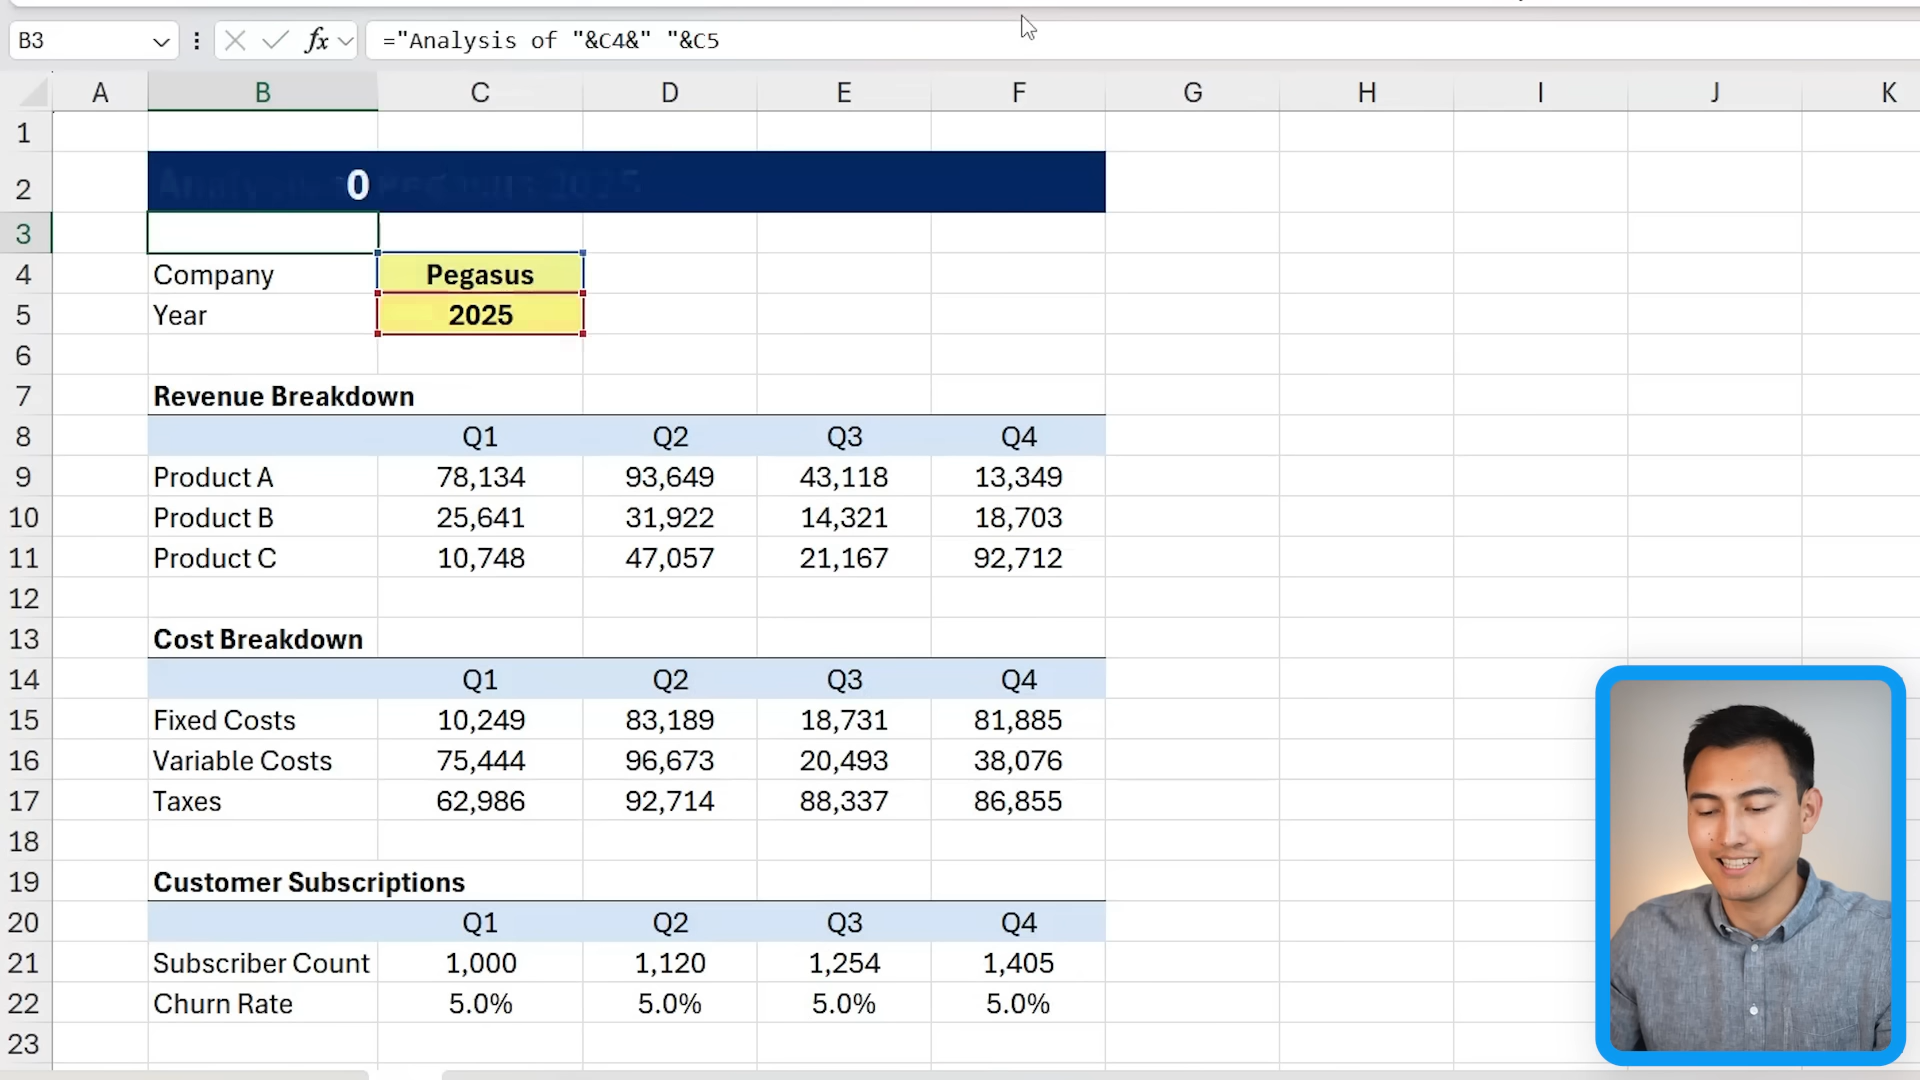 B3 fx ="Analysis of "&C4&" "&C5
A B C D E F G H I J K
1
2 0
3
4 Company Pegasus
5 Year 2025
6
7 Revenue Breakdown
8 Q1 Q2 Q3 Q4
9 Product A 78,134 93,649 43,118 13,349
10 Product B 25,641 31,922 14,321 18,703
11 Product C 10,748 47,057 21,167 92,712
12
13 Cost Breakdown
14 Q1 Q2 Q3 Q4
15 Fixed Costs 10,249 83,189 18,731 81,885
16 Variable Costs 75,444 96,673 20,493 38,076
17 Taxes 62,986 92,714 88,337 86,855
18
19 Customer Subscriptions
20 Q1 Q2 Q3 Q4
21 Subscriber Count 1,000 1,120 1,254 1,405
22 Churn Rate 5.0% 5.0% 5.0% 5.0%
23